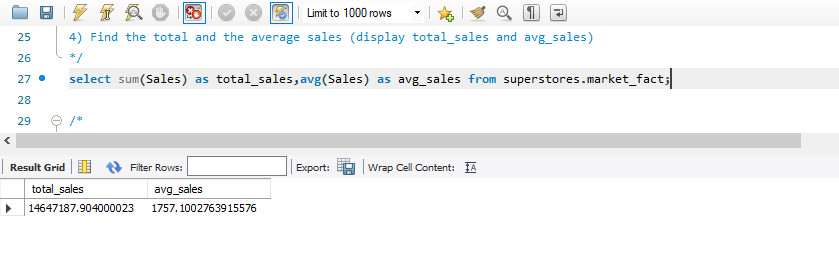 Limit to 1000 rows
25 4) Find the total and the average sales (display total_sales and avg_sales)
26 */
27 select sum(Sales) as total_sales,avg(Sales) as avg_sales from superstores.market_fact;
28
29 /*
Result Grid Filter Rows: Export: Wrap Cell Content: IA
total_sales avg_sales
14647187.904000023 1757.1002763915576